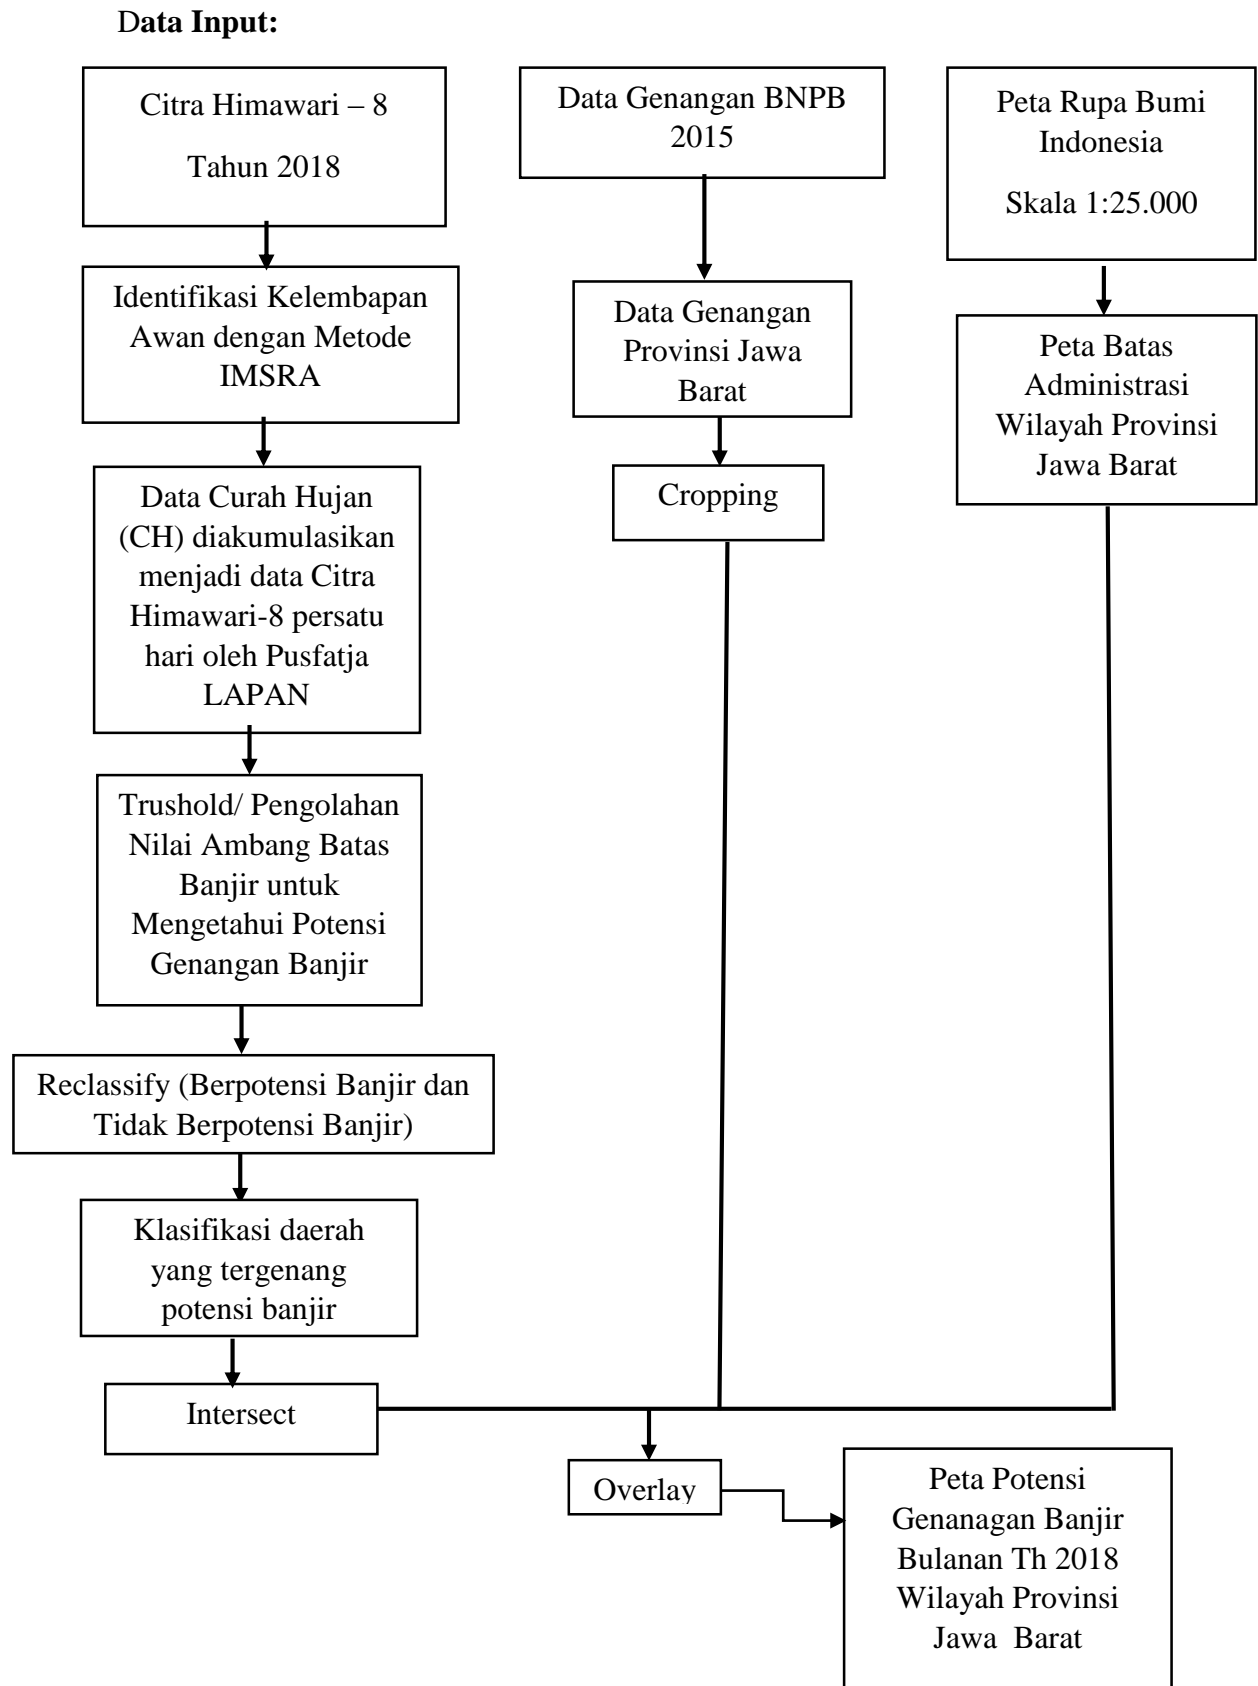 Data Input:
Citra Himawari – 8
Tahun 2018
Identifikasi Kelembapan
Awan dengan Metode
IMSRA
Data Curah Hujan
(CH) diakumulasikan
menjadi data Citra
Himawari-8 persatu
hari oleh Pusfatja
LAPAN
Trushold/ Pengolahan
Nilai Ambang Batas
Banjir untuk
Mengetahui Potensi
Genangan Banjir
Reclassify (Berpotensi Banjir dan
Tidak Berpotensi Banjir)
Klasifikasi daerah
yang tergenang
potensi banjir
Intersect
Data Genangan BNPB
2015
Data Genangan
Provinsi Jawa
Barat
Cropping
Peta Rupa Bumi
Indonesia
Skala 1:25.000
Peta Batas
Administrasi
Wilayah Provinsi
Jawa Barat
Overlay
Peta Potensi
Genanagan Banjir
Bulanan Th 2018
Wilayah Provinsi
Jawa  Barat